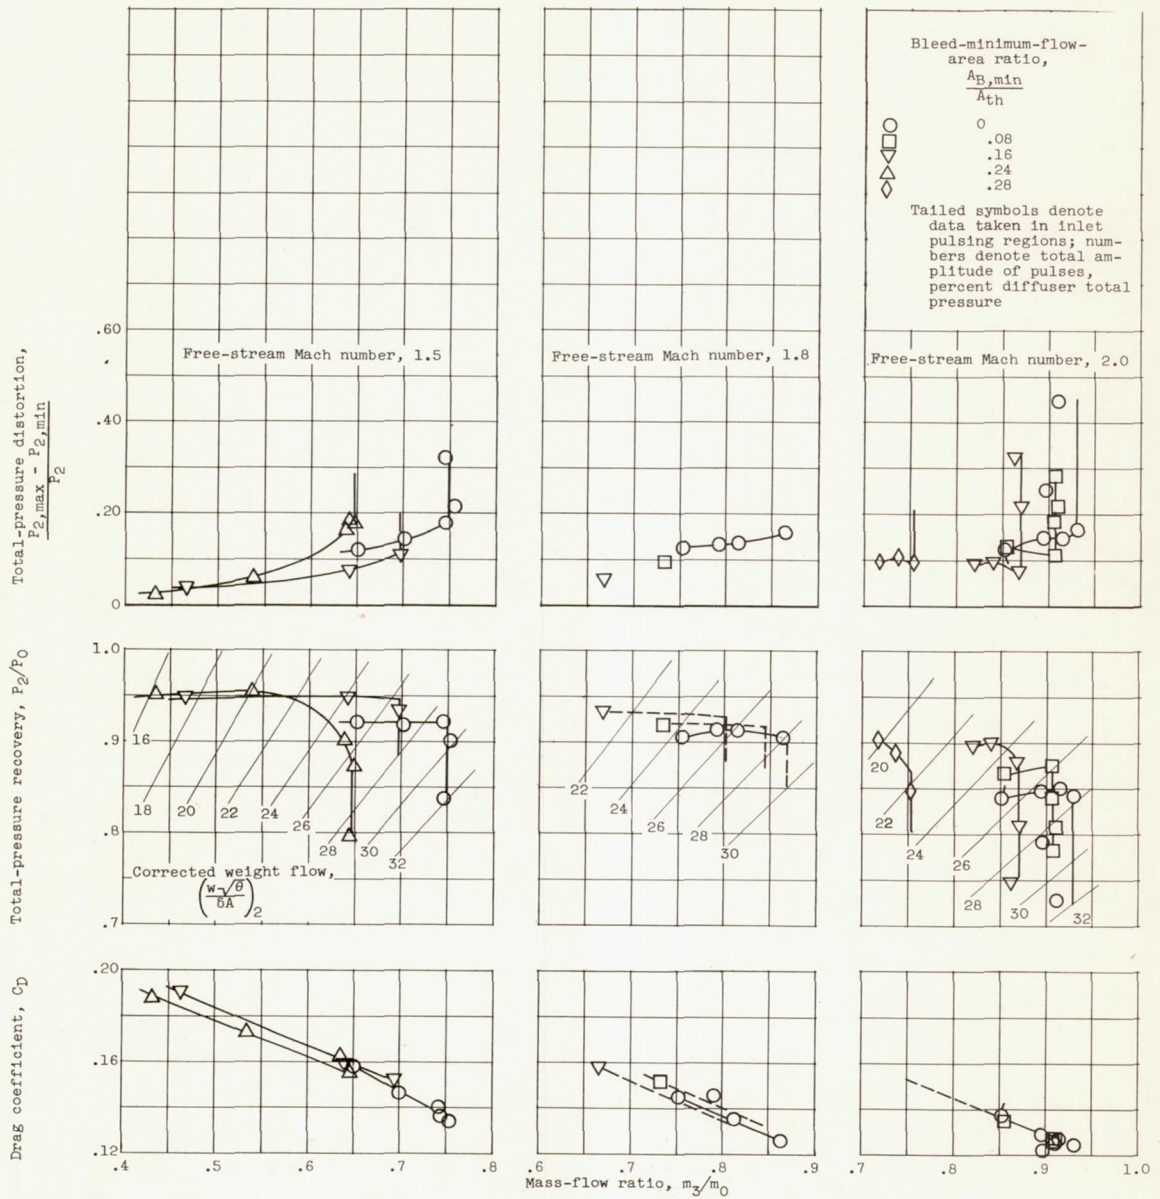 Bleed-minimum-flow-
area ratio,
A_B,min
A_th
0
.08
.16
.24
.28
Tailed symbols denote
data taken in inlet
pulsing regions; num-
bers denote total am-
plitude of pulses,
percent diffuser total
pressure
Total-pressure distortion,
P_2,max - P_2,min
P_2
.60
.40
.20
0
Free-stream Mach number, 1.5
Free-stream Mach number, 1.8
Free-stream Mach number, 2.0
Total-pressure recovery, P_2/P_0
1.0
.9
.8
.7
16
18
20
22
24
26
28
30
32
Corrected weight flow,
(w√θ
δA)_2
22
24
26
28
30
20
22
24
26
28
30
32
Drag coefficient, C_D
.20
.16
.12
.4
.5
.6
.7
.8
.6
.7
.8
.9
.7
.8
.9
1.0
Mass-flow ratio, m_3/m_0